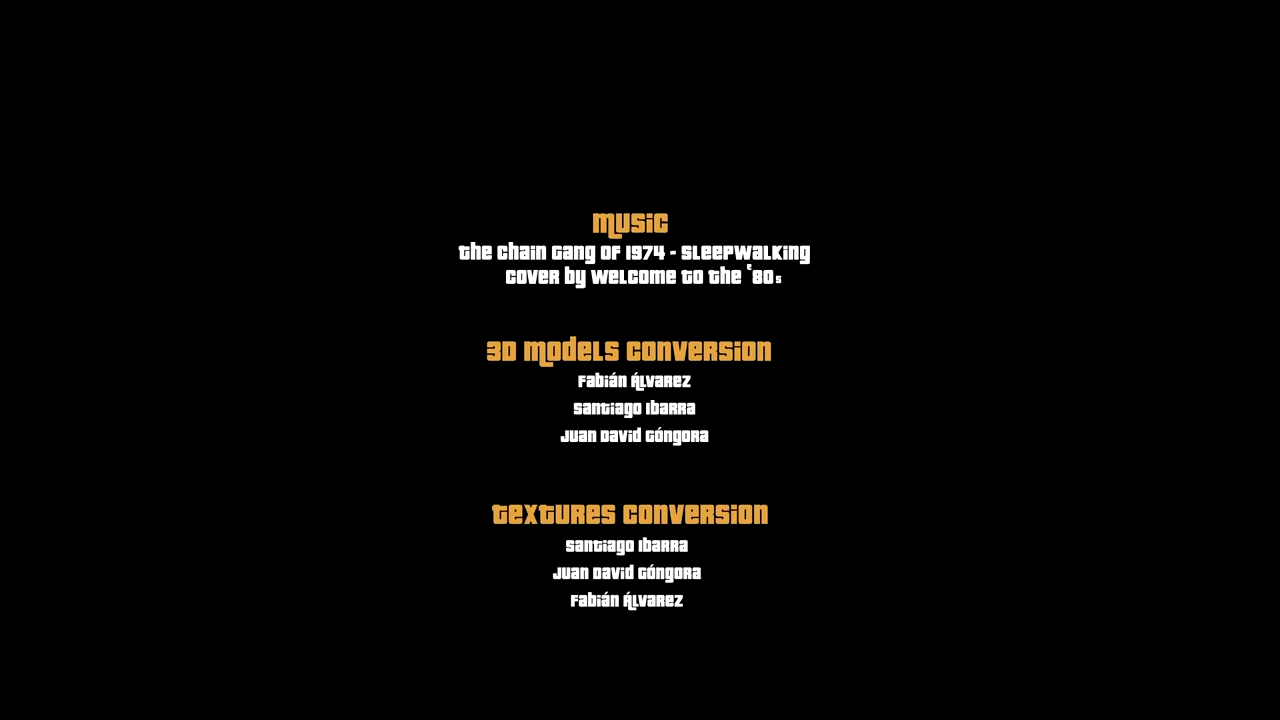 MUSIC
The Chain Gang of 1974 - Sleepwalking
Cover by Welcome to the '80s
3D Models Conversion
Fabián Álvarez
Santiago Ibarra
Juan David Góngora
Textures Conversion
Santiago Ibarra
Juan David Góngora
Fabián Álvarez